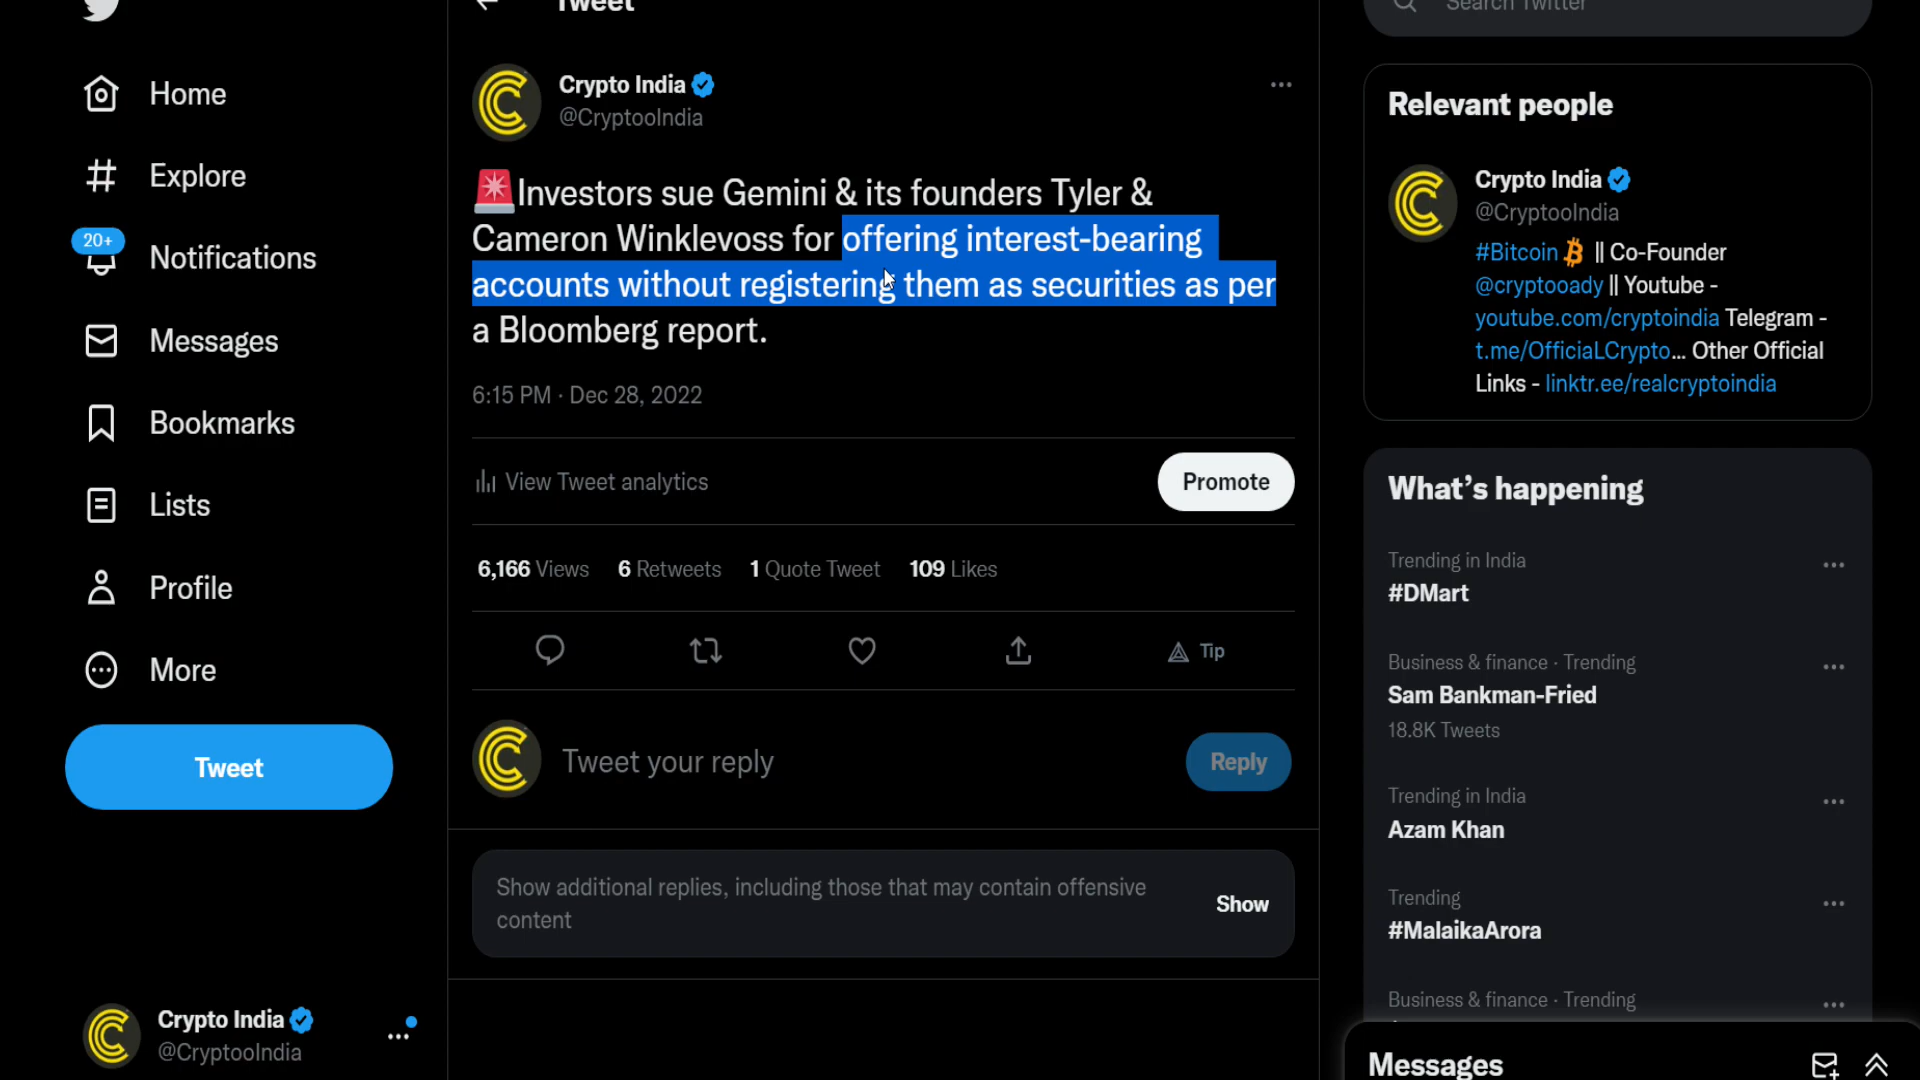 Home
Explore
20+
Notifications
Messages
Bookmarks
Lists
Profile
More
Tweet
Crypto India
@CryptooIndia
Tweet
Crypto India
@CryptooIndia
Investors sue Gemini & its founders Tyler &
Cameron Winklevoss for offering interest-bearing
accounts without registering them as securities as per
a Bloomberg report.
6:15 PM · Dec 28, 2022
View Tweet analytics
Promote
6,166 Views 6 Retweets 1 Quote Tweet 109 Likes
Tip
Tweet your reply
Reply
Show additional replies, including those that may contain offensive
content
Show
Search Twitter
Relevant people
Crypto India
@CryptooIndia
#Bitcoin || Co-Founder
@cryptooady || Youtube -
youtube.com/cryptoindia Telegram -
t.me/OfficiaLCrypto... Other Official
Links - linktr.ee/realcryptoindia
What's happening
Trending in India
#DMart
Business & finance · Trending
Sam Bankman-Fried
18.8K Tweets
Trending in India
Azam Khan
Trending
#MalaikaArora
Business & finance · Trending
Messages